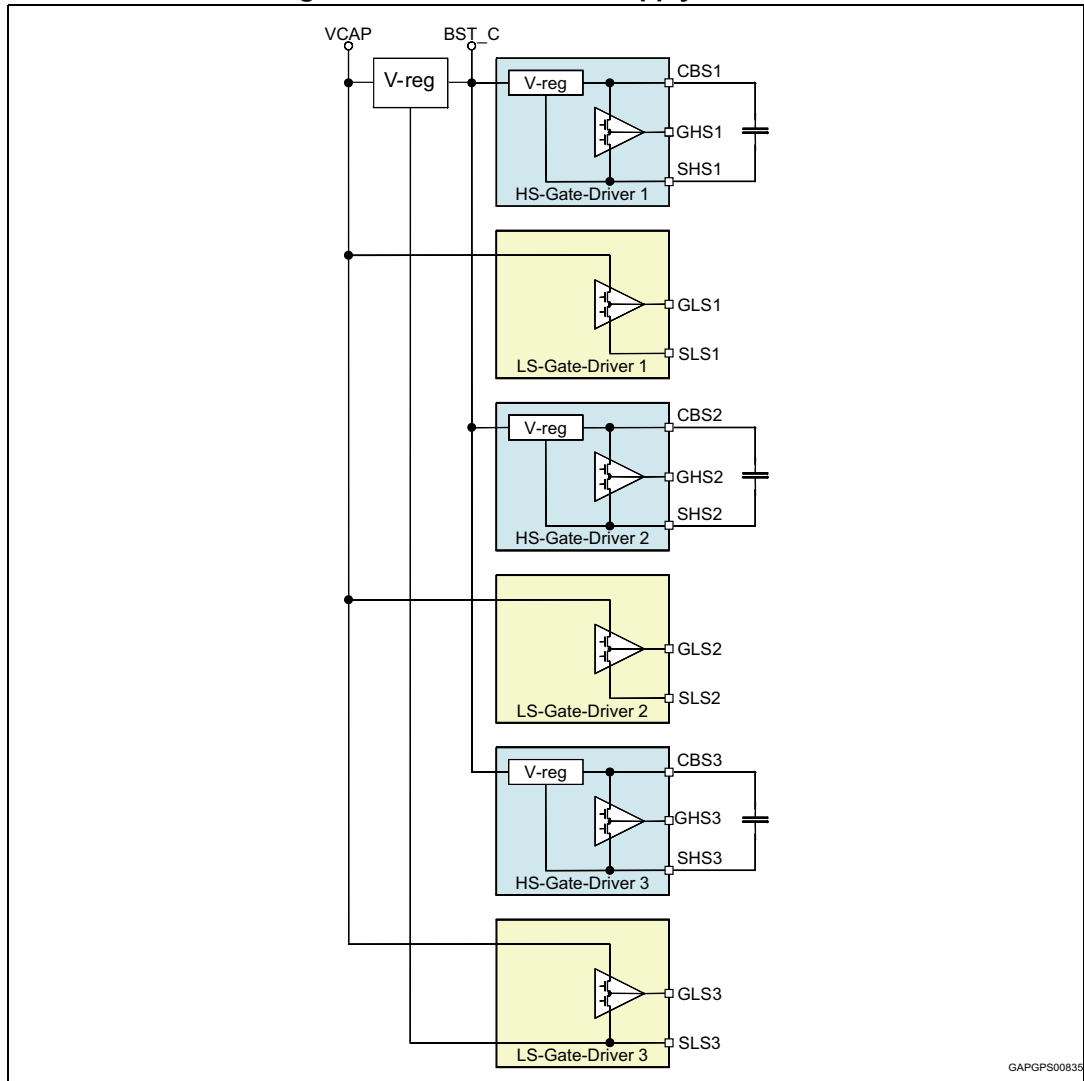 VCAP
BST_C
V-reg
V-reg
CBS1
GHS1
SHS1
HS-Gate-Driver 1
GLS1
SLS1
LS-Gate-Driver 1
V-reg
CBS2
GHS2
SHS2
HS-Gate-Driver 2
GLS2
SLS2
LS-Gate-Driver 2
V-reg
CBS3
GHS3
SHS3
HS-Gate-Driver 3
GLS3
SLS3
LS-Gate-Driver 3
GAPGPS00835